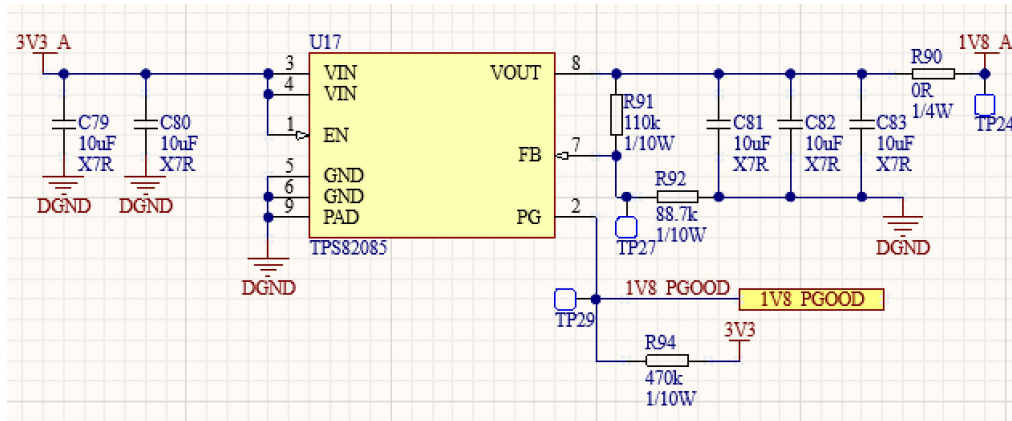 3V3_A
U17
1V8_A
R90
0R
1/4W
TP24
3
VIN
VOUT
8
4
VIN
C79
10uF
X7R
DGND
C80
10uF
X7R
DGND
1
EN
R91
110k
1/10W
C81
10uF
X7R
C82
10uF
X7R
C83
10uF
X7R
FB
7
5
GND
6
GND
9
PAD
PG
2
R92
88.7k
1/10W
TP27
DGND
TPS82085
DGND
TP29
1V8_PGOOD
1V8_PGOOD
R94
470k
1/10W
3V3